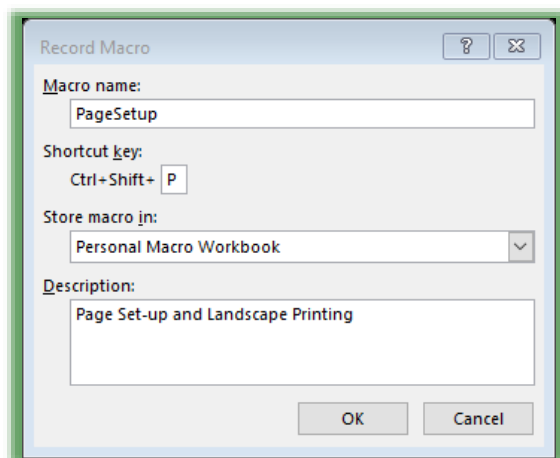 Record Macro
Macro name:
PageSetup
Shortcut key:
Ctrl+Shift+ P
Store macro in:
Personal Macro Workbook
Description:
Page Set-up and Landscape Printing
OK Cancel